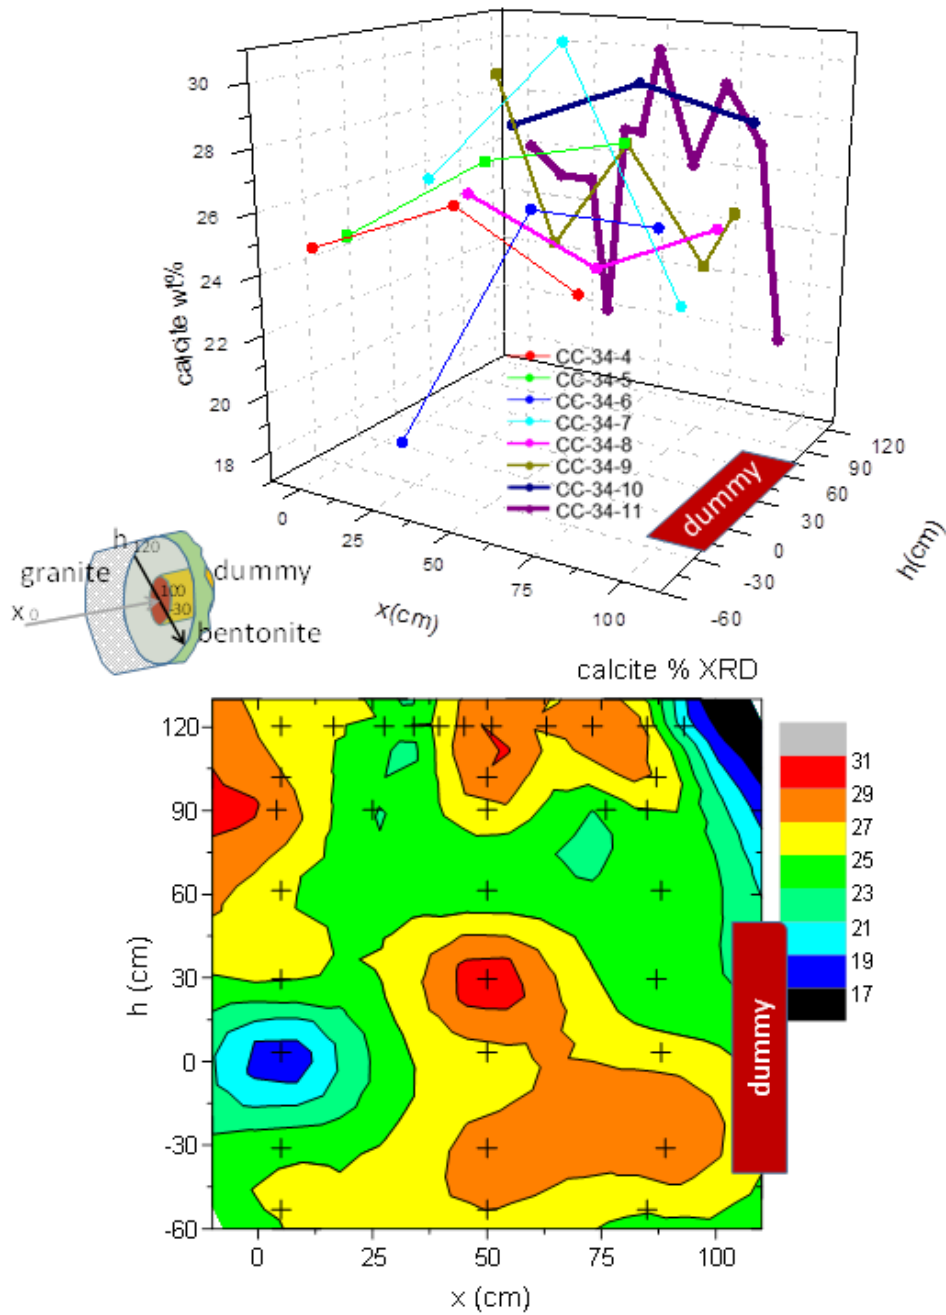 30
28
26
24
22
20
18
calcite wt%
CC-34-4
CC-34-5
CC-34-6
CC-34-7
CC-34-8
CC-34-9
CC-34-10
CC-34-11
0
25
50
75
100
x(cm)
120
90
60
30
0
-30
-60
h(cm)
dummy
h 120
granite
dummy
100
-30
x 0
bentonite
calcite % XRD
120
90
60
30
0
-30
-60
h (cm)
0
25
50
75
100
x (cm)
dummy
31
29
27
25
23
21
19
17